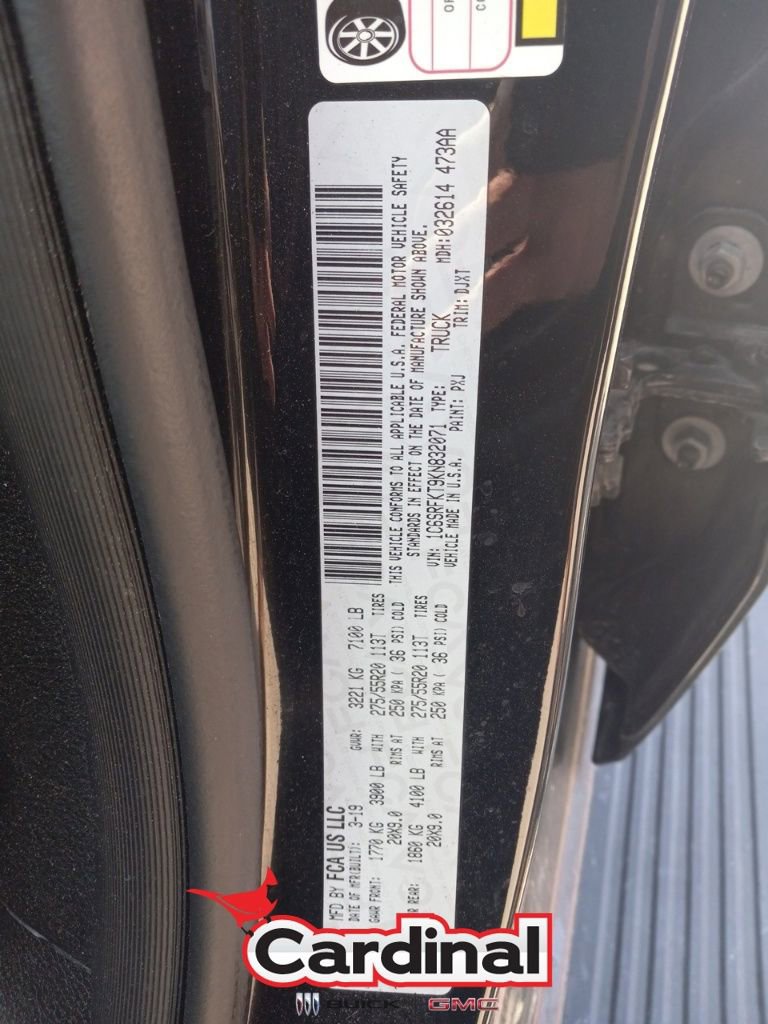 MFD BY FCA US LLC
DATE OF MFR(BUILT): 3-19 GVWR: 3221 KG 7100 LB
GAWR FRONT: 1770 KG 3900 LB WITH 275/55R20 113T TIRES
20X9.0 RIMS AT 250 KPA ( 36 PSI) COLD
REAR: 1860 KG 4100 LB WITH 275/55R20 113T TIRES
20X9.0 RIMS AT 250 KPA ( 36 PSI) COLD
THIS VEHICLE CONFORMS TO ALL APPLICABLE U.S.A. FEDERAL MOTOR VEHICLE SAFETY
STANDARDS IN EFFECT ON THE DATE OF MANUFACTURE SHOWN ABOVE.
VIN: 1C6SRFKT9KN832071 TYPE: TRUCK MDH:032614 473AA
VEHICLE MADE IN U.S.A. PAINT: PXJ TRIM: DJXT
Cardinal
BUICK GMC